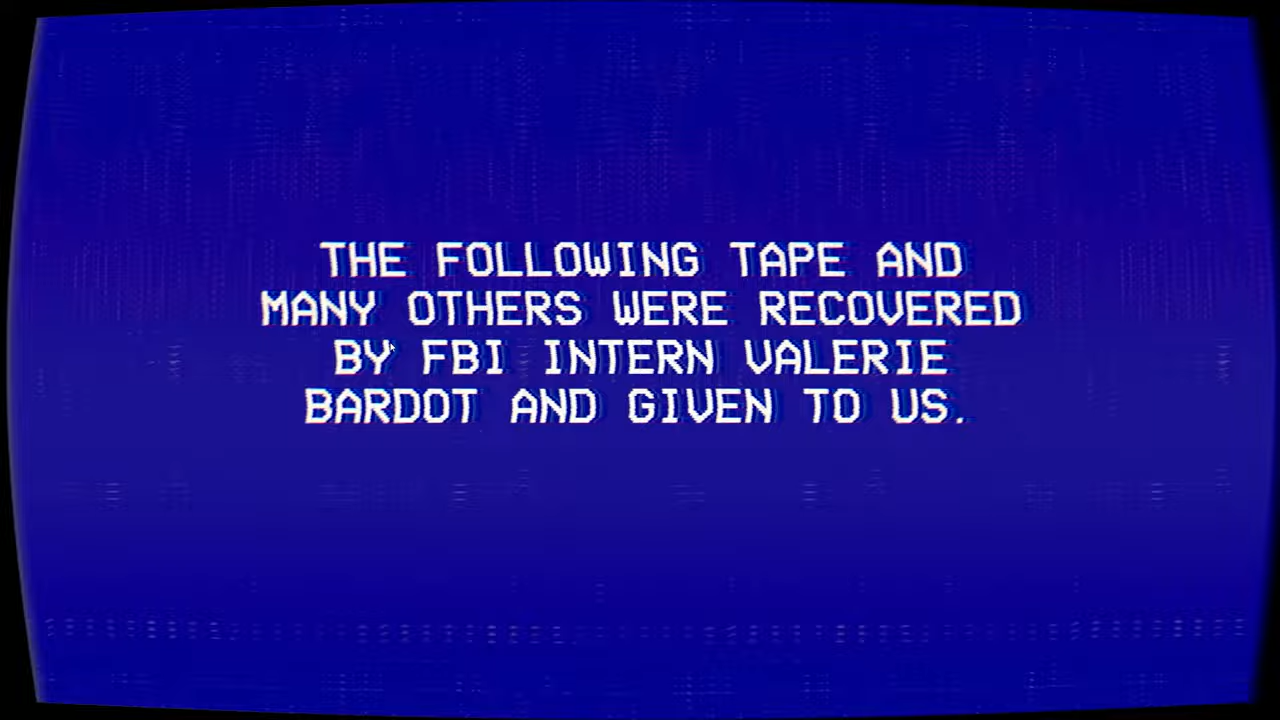 THE FOLLOWING TAPE AND
MANY OTHERS WERE RECOVERED
BY FBI INTERN VALERIE
BARDOT AND GIVEN TO US.